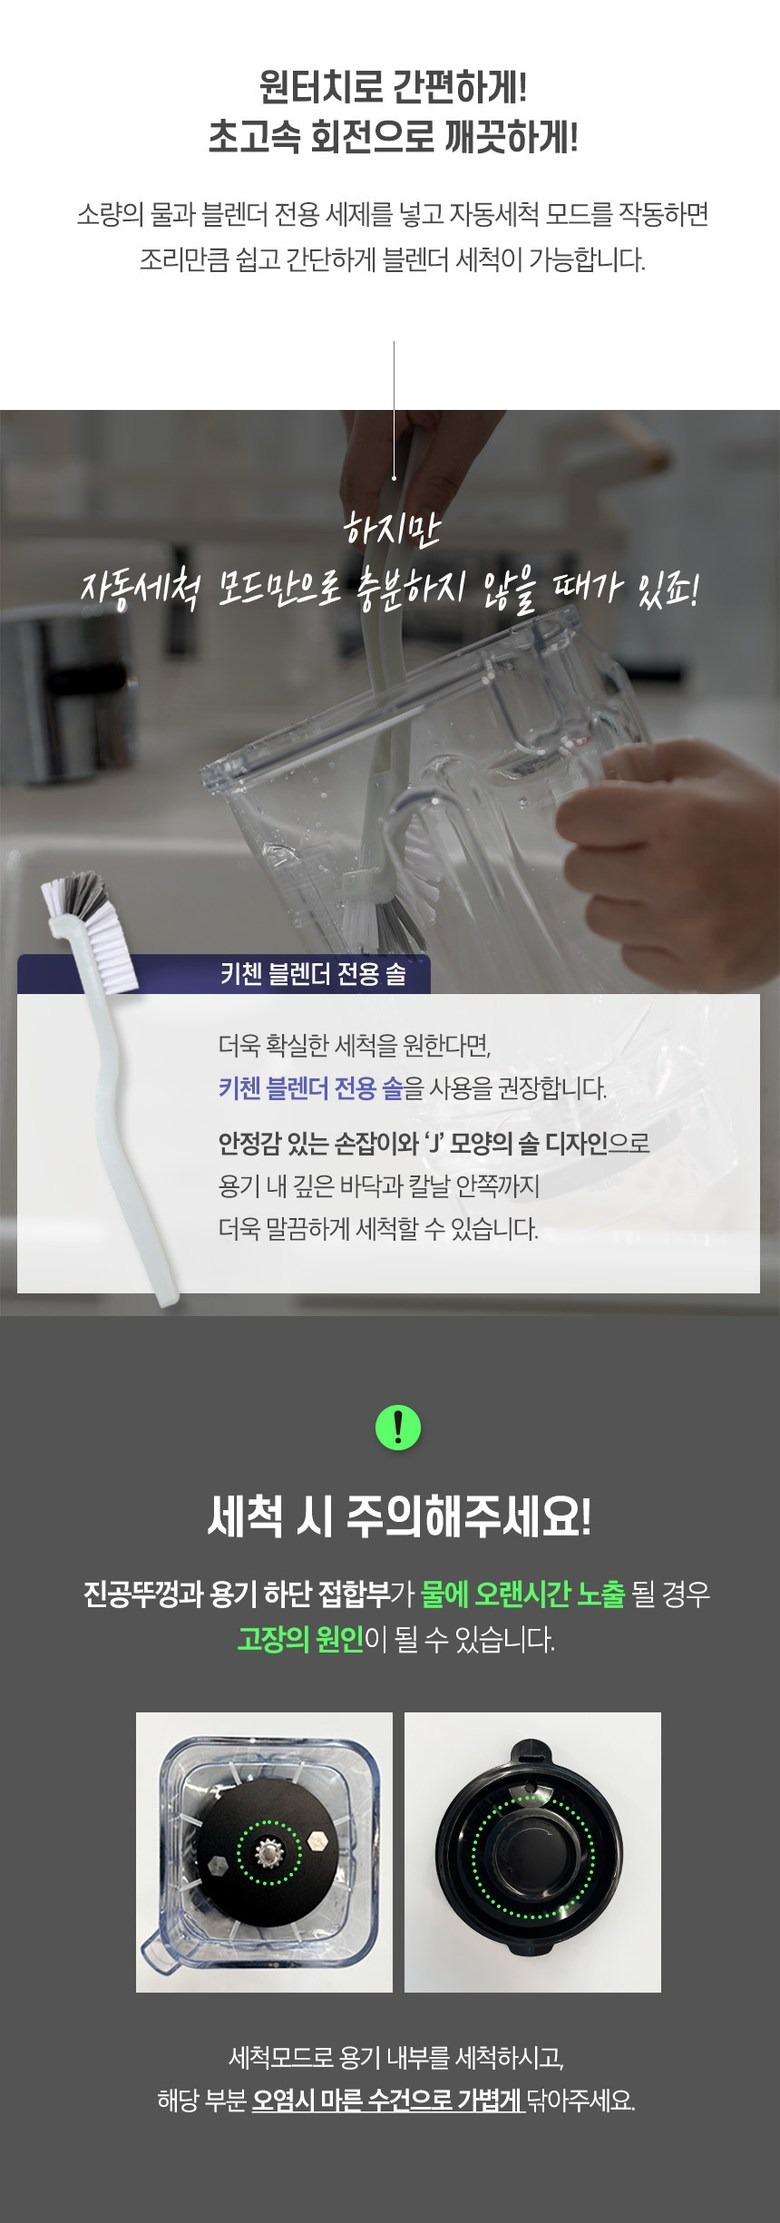 원터치로 간편하게!
초고속 회전으로 깨끗하게!
소량의 물과 블렌더 전용 세제를 넣고 자동세척 모드를 작동하면
조리만큼 쉽고 간단하게 블렌더 세척이 가능합니다.
하지만
자동세척 모드만으로 충분하지 않을 때가 있죠!
키첸 블렌더 전용 솔
더욱 확실한 세척을 원한다면,
키첸 블렌더 전용 솔을 사용을 권장합니다.
안정감 있는 손잡이와 ‘J’ 모양의 솔 디자인으로
용기 내 깊은 바닥과 칼날 안쪽까지
더욱 말끔하게 세척할 수 있습니다.
!
세척 시 주의해주세요!
진공뚜껑과 용기 하단 접합부가 물에 오랜시간 노출 될 경우
고장의 원인이 될 수 있습니다.
세척모드로 용기 내부를 세척하시고,
해당 부분 오염시 마른 수건으로 가볍게 닦아주세요.